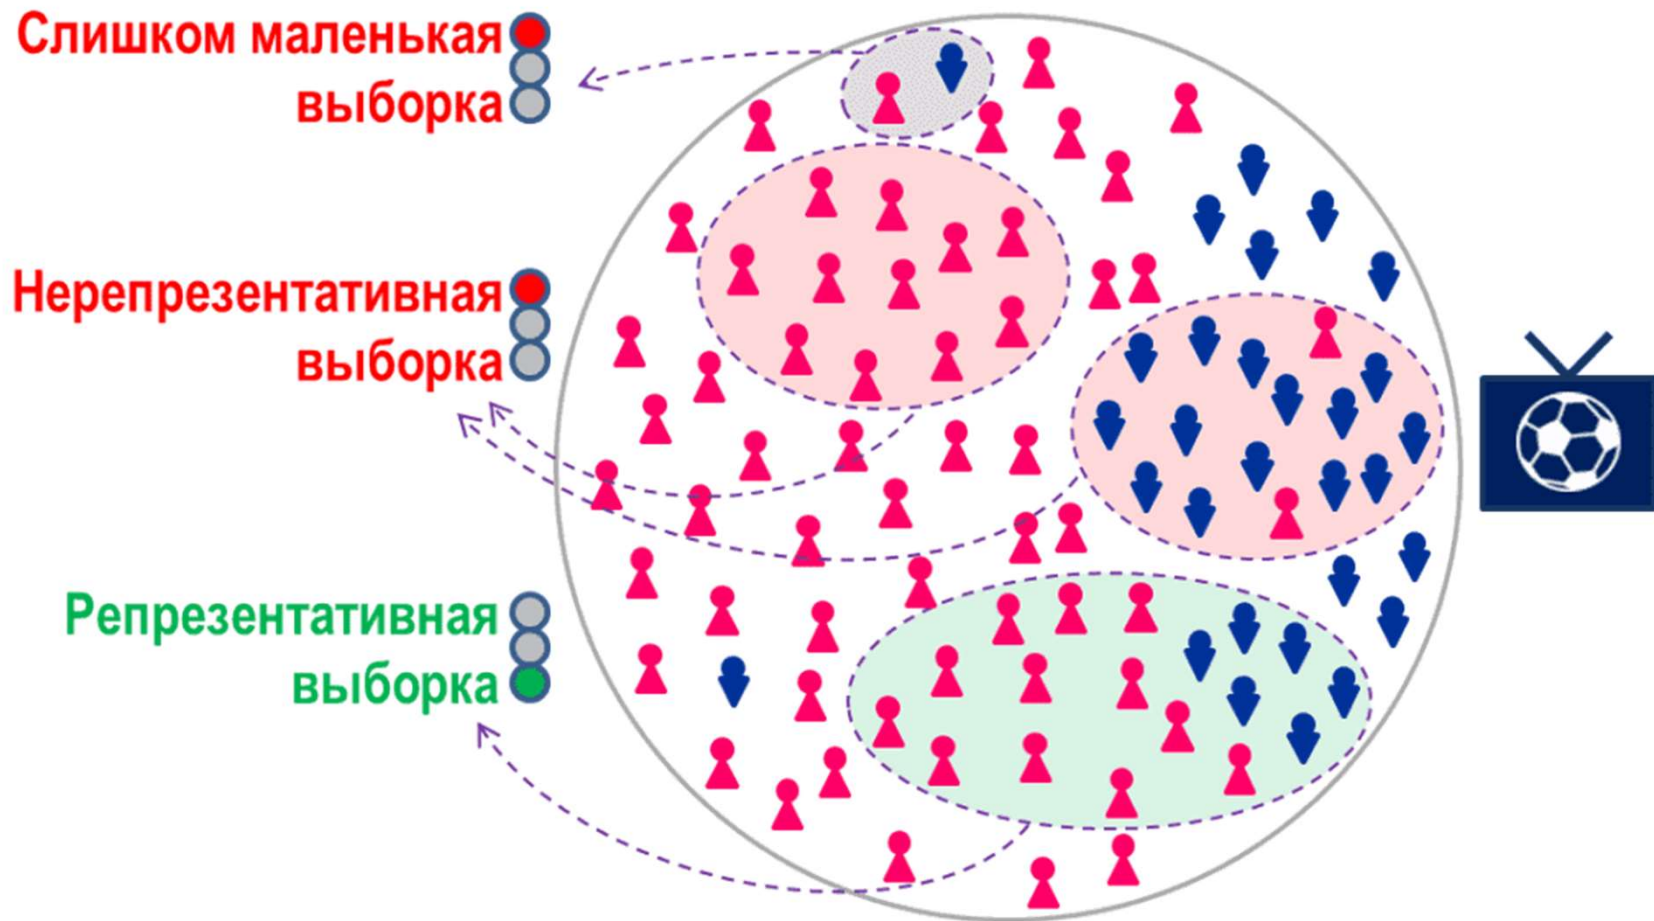 Слишком маленькая
выборка
Нерепрезентативная
выборка
Репрезентативная
выборка